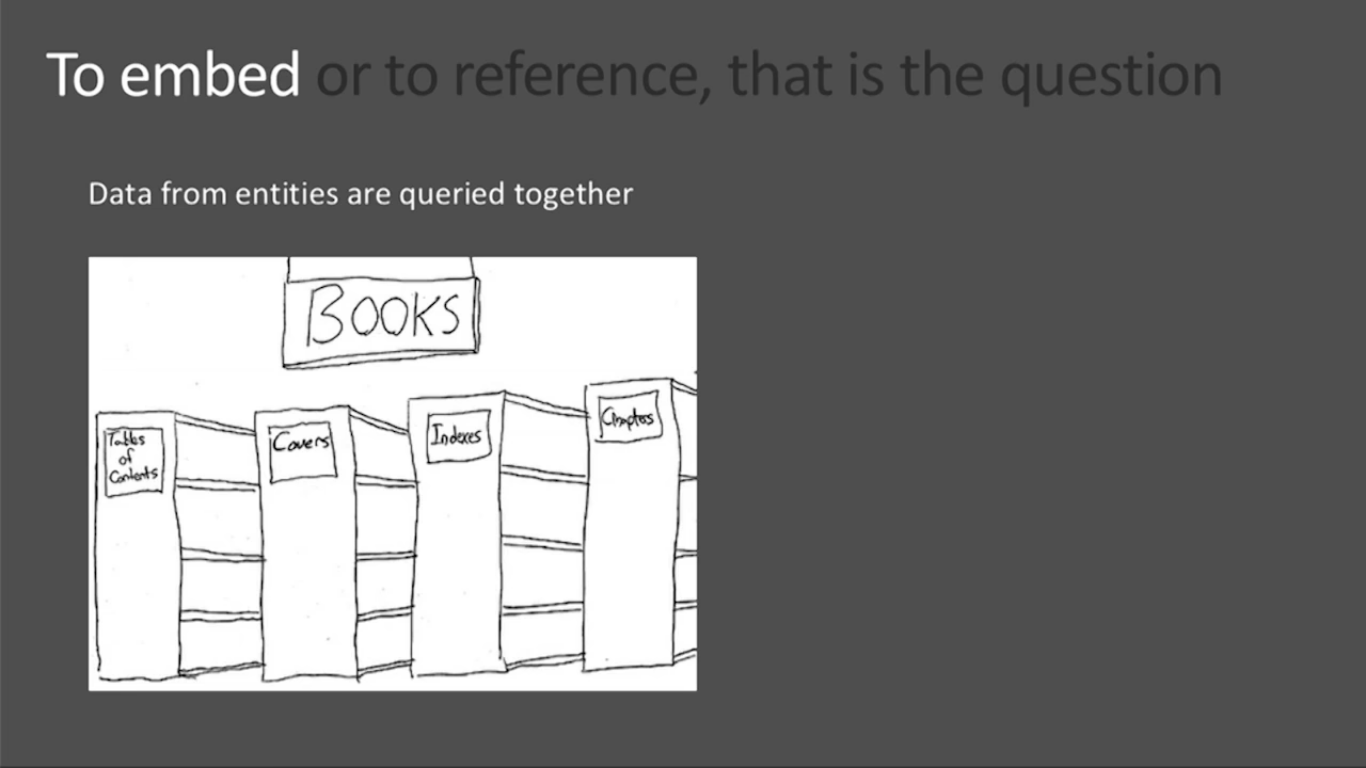 To embed or to reference, that is the question
Data from entities are queried together
BOOKS
Tables
of
Contents
Covers
Indexes
Chapters